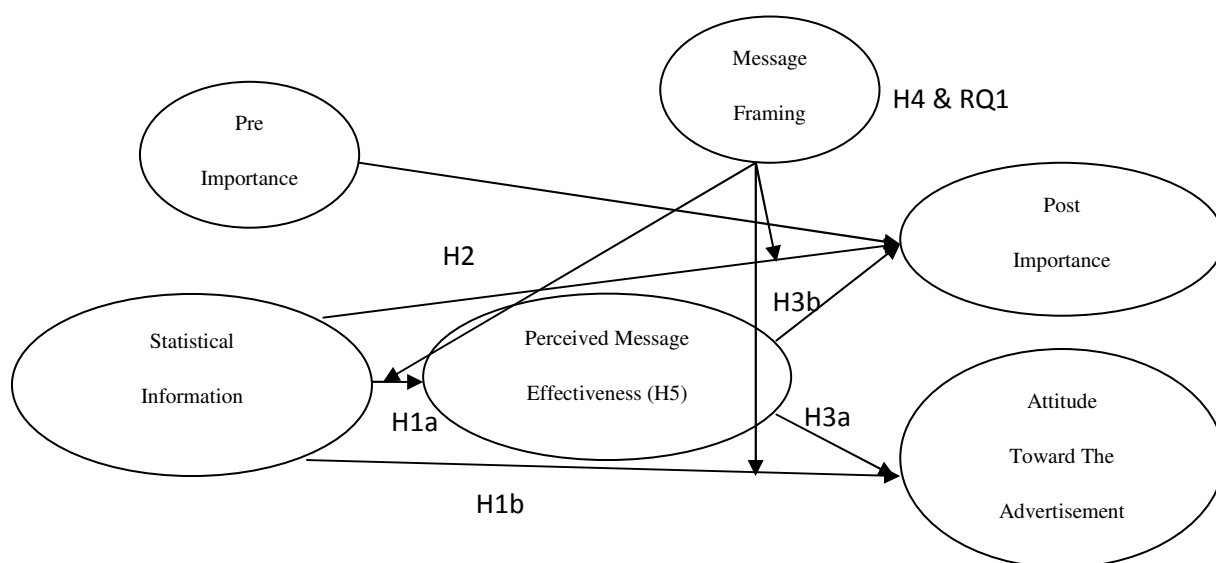 Message
Framing
H4 & RQ1
Pre
Importance
Post
Importance
H2
H3b
Statistical
Information
Perceived Message
Effectiveness (H5)
H1a
H3a
Attitude
Toward The
Advertisement
H1b